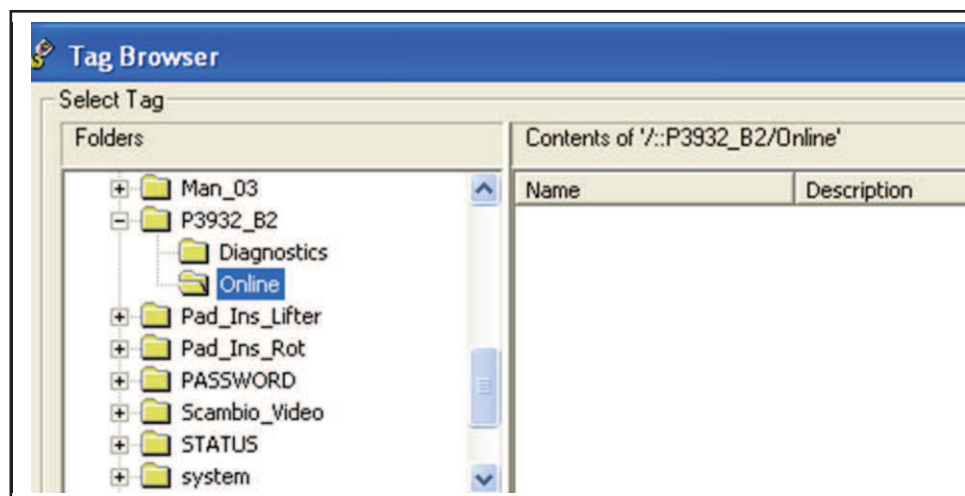 Tag Browser
Select Tag
Folders
Contents of '/::P3932_B2/Online'
Name Description
Man_03
P3932_B2
Diagnostics
Online
Pad_Ins_Lifter
Pad_Ins_Rot
PASSWORD
Scambio_Video
STATUS
system